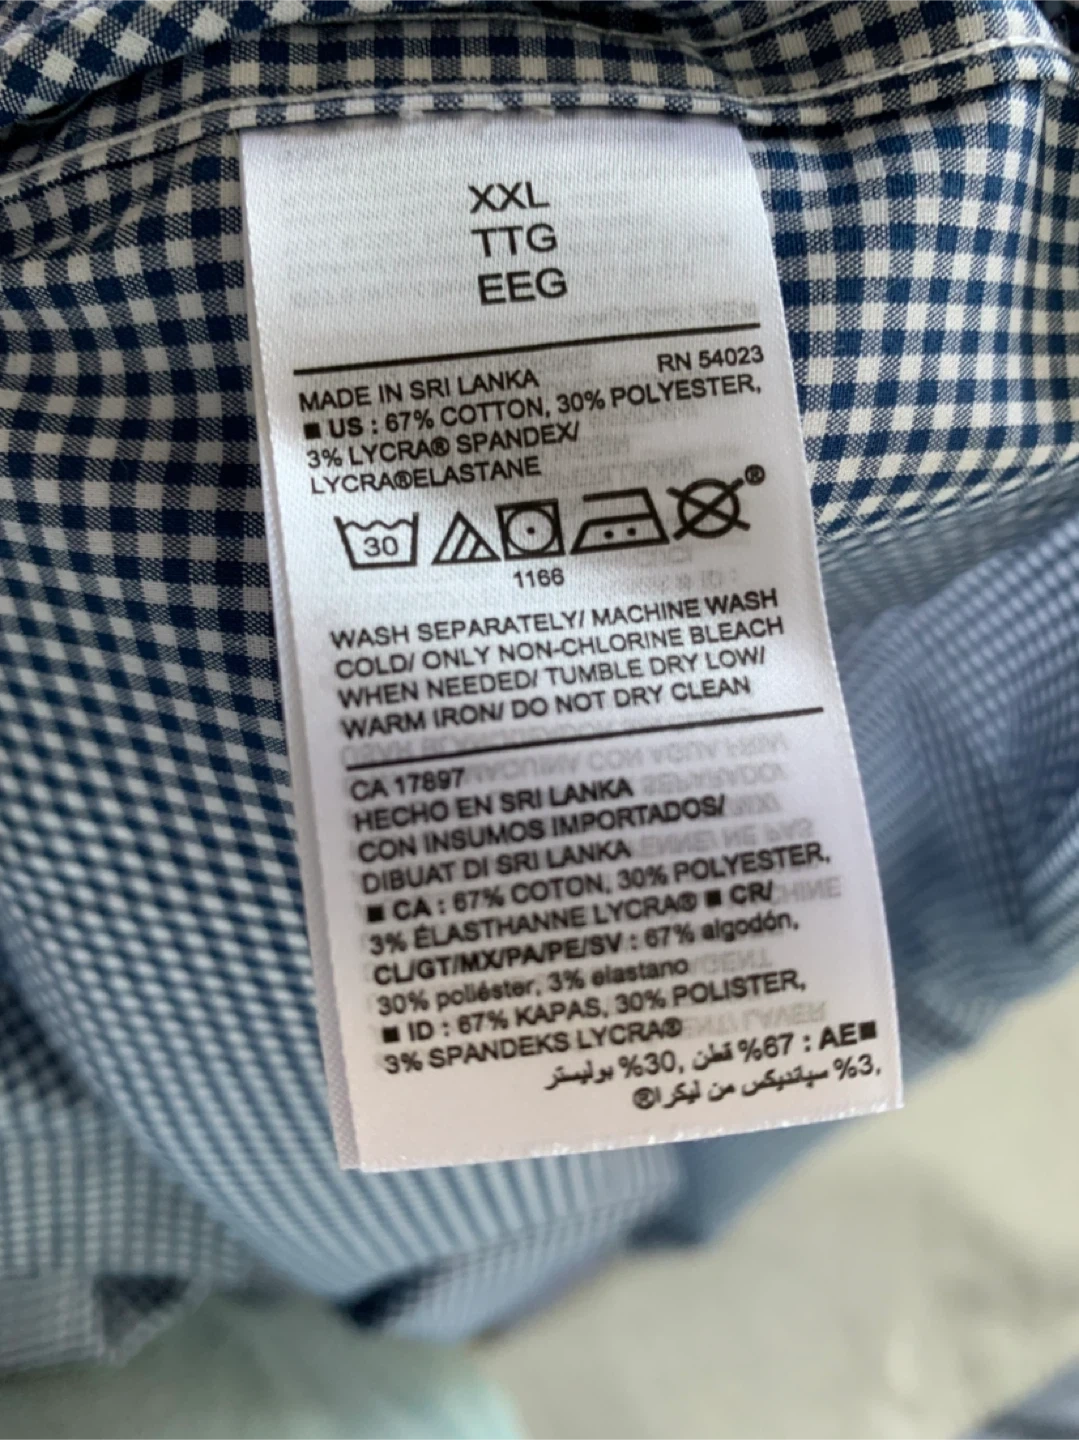 XXL
TTG
EEG
RN 54023
MADE IN SRI LANKA
■ US : 67% COTTON, 30% POLYESTER,
3% LYCRA® SPANDEX/
LYCRA®ELASTANE
30
®
1166
WASH SEPARATELY/ MACHINE WASH
COLD/ ONLY NON-CHLORINE BLEACH
WHEN NEEDED/ TUMBLE DRY LOW/
WARM IRON/ DO NOT DRY CLEAN
CA 17897
HECHO EN SRI LANKA
CON INSUMOS IMPORTADOS/
DIBUAT DI SRI LANKA
■ CA : 67% COTON, 30% POLYESTER,
3% ÉLASTHANNE LYCRA® ■ CR/
CL/GT/MX/PA/PE/SV : 67% algodón,
30% poliéster, 3% elastano
■ ID : 67% KAPAS, 30% POLISTER,
3% SPANDEKS LYCRA®
■AE : 67% قطن ,30% بوليستر
,3% سباندیکس من ليكرا®